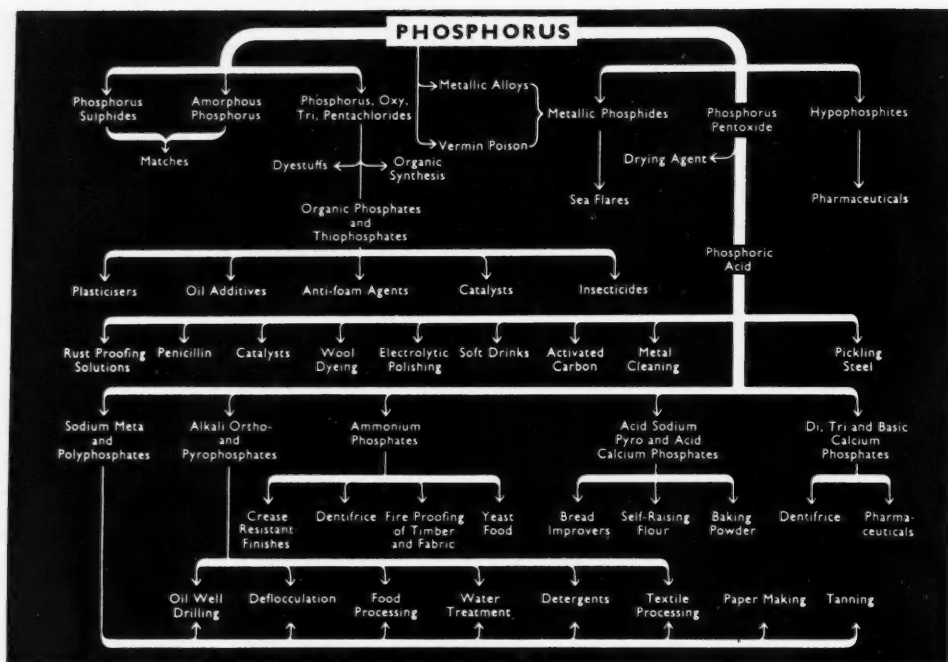 PHOSPHORUS
Phosphorus
Sulphides
Amorphous
Phosphorus
Phosphorus, Oxy,
Tri, Pentachlorides
Metallic Alloys
Vermin Poison
Metallic Phosphides
Phosphorus
Pentoxide
Hypophosphites
Matches
Dyestuffs
Organic
Synthesis
Drying Agent
Sea Flares
Pharmaceuticals
Organic Phosphates
and
Thiophosphates
Phosphoric
Acid
Plasticisers
Oil Additives
Anti-foam Agents
Catalysts
Insecticides
Rust Proofing
Solutions
Penicillin
Catalysts
Wool
Dyeing
Electrolytic
Polishing
Soft Drinks
Activated
Carbon
Metal
Cleaning
Pickling
Steel
Sodium Meta
and
Polyphosphates
Alkali Ortho-
and
Pyrophosphates
Ammonium
Phosphates
Acid Sodium
Pyro and Acid
Calcium Phosphates
Di, Tri and Basic
Calcium
Phosphates
Crease
Resistant
Finishes
Dentifrice
Fire Proofing
of Timber
and Fabric
Yeast
Food
Bread
Improvers
Self-Raising
Flour
Baking
Powder
Dentifrice
Pharma-
ceuticals
Oil Well
Drilling
Deflocculation
Food
Processing
Water
Treatment
Detergents
Textile
Processing
Paper Making
Tanning